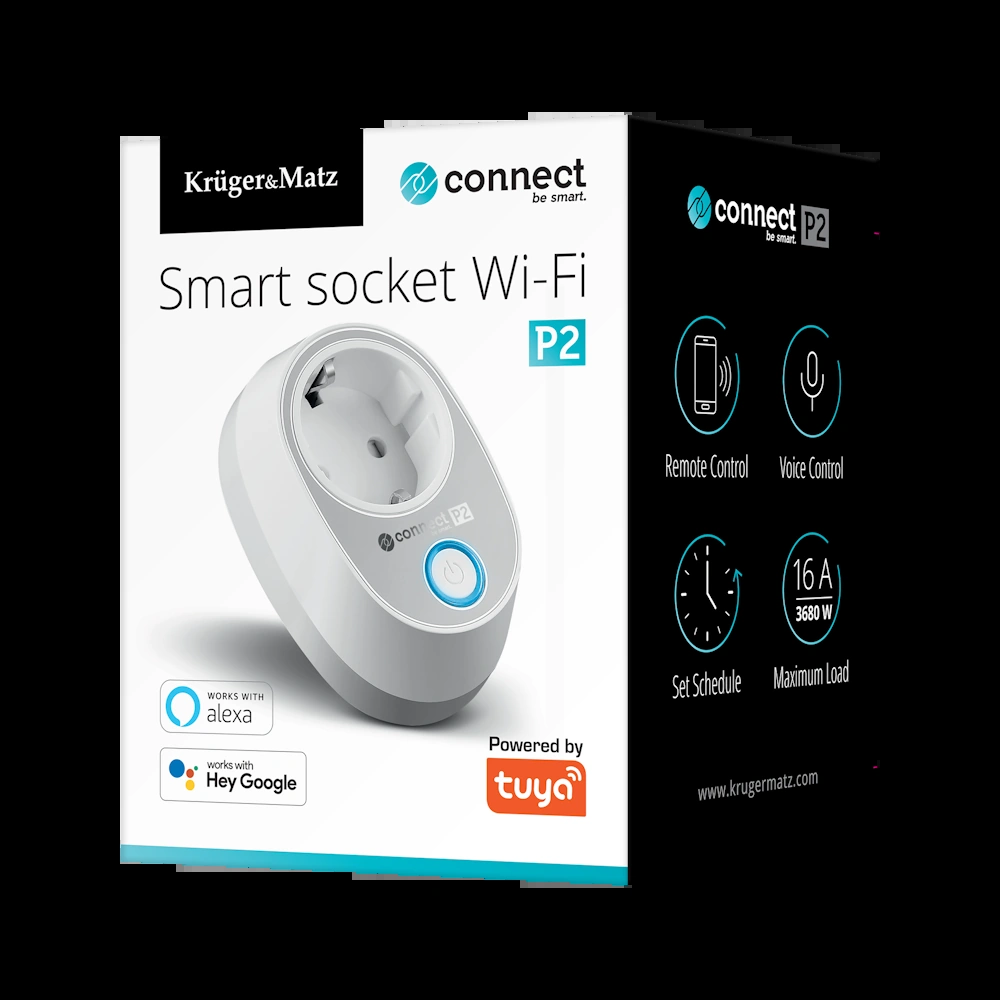 Krüger&Matz
connect
be smart.
Smart socket Wi-Fi
P2
connect P2
WORKS WITH
alexa
works with
Hey Google
Powered by
tuya
connect P2
be smart.
Remote Control
Voice Control
16 A
3680 W
Set Schedule
Maximum Load
www.krugermatz.com